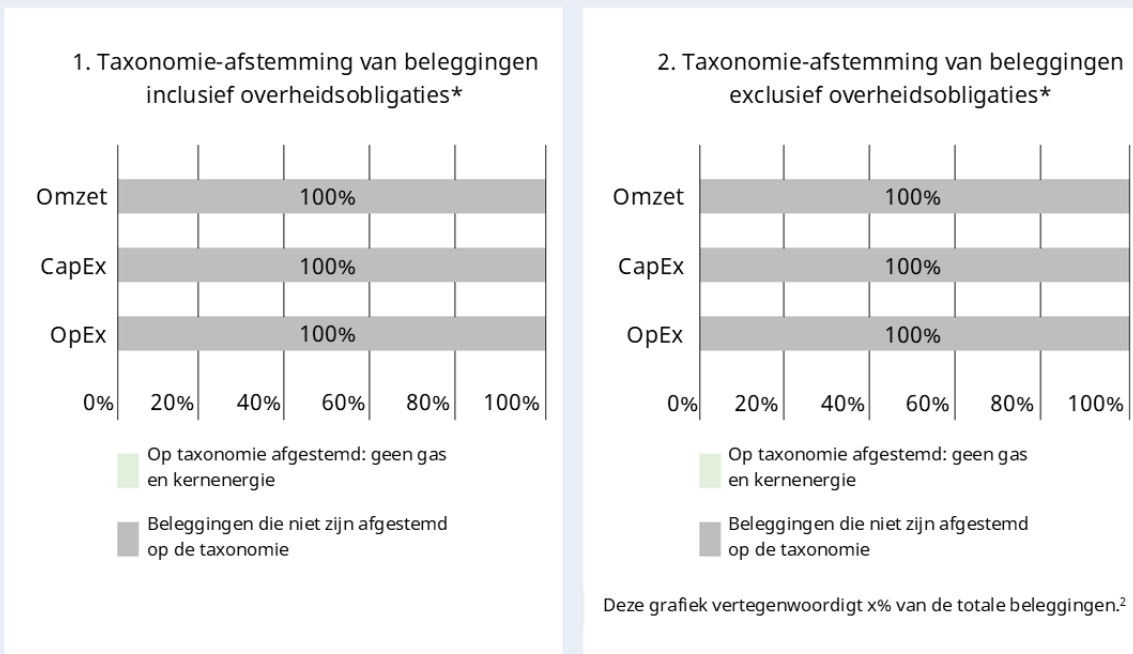 1. Taxonomie-afstemming van beleggingen
inclusief overheidsobligaties*
Omzet
100%
CapEx
100%
OpEx
100%
0% 20% 40% 60% 80% 100%
Op taxonomie afgestemd: geen gas
en kernenergie
Beleggingen die niet zijn afgestemd
op de taxonomie
2. Taxonomie-afstemming van beleggingen
exclusief overheidsobligaties*
Omzet
100%
CapEx
100%
OpEx
100%
0% 20% 40% 60% 80% 100%
Op taxonomie afgestemd: geen gas
en kernenergie
Beleggingen die niet zijn afgestemd
op de taxonomie
Deze grafiek vertegenwoordigt x% van de totale beleggingen.²